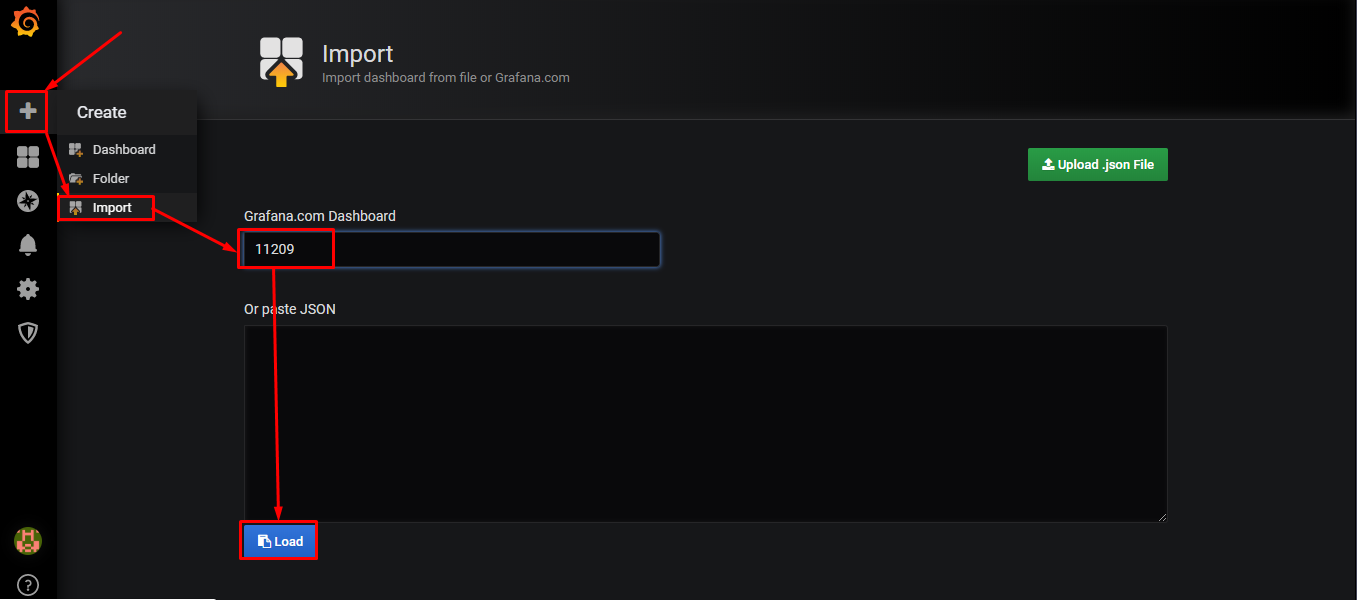 Import
Import dashboard from file or Grafana.com
Create
Dashboard
Folder
Import
Upload .json File
Grafana.com Dashboard
11209
Or paste JSON
Load
?